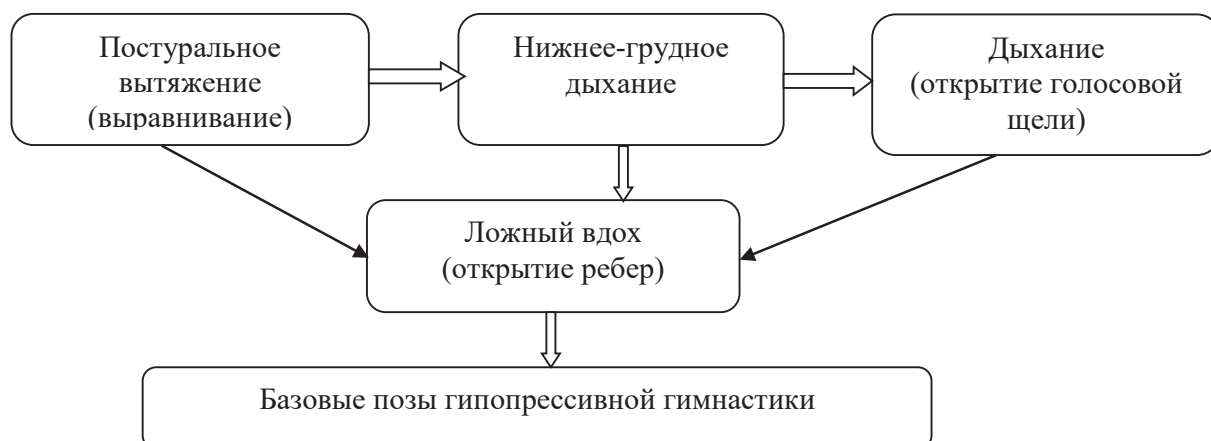 Постуральное
вытяжение
(выравнивание)
Нижнее-грудное
дыхание
Дыхание
(открытие голосовой
щели)
Ложный вдох
(открытие ребер)
Базовые позы гипопрессивной гимнастики